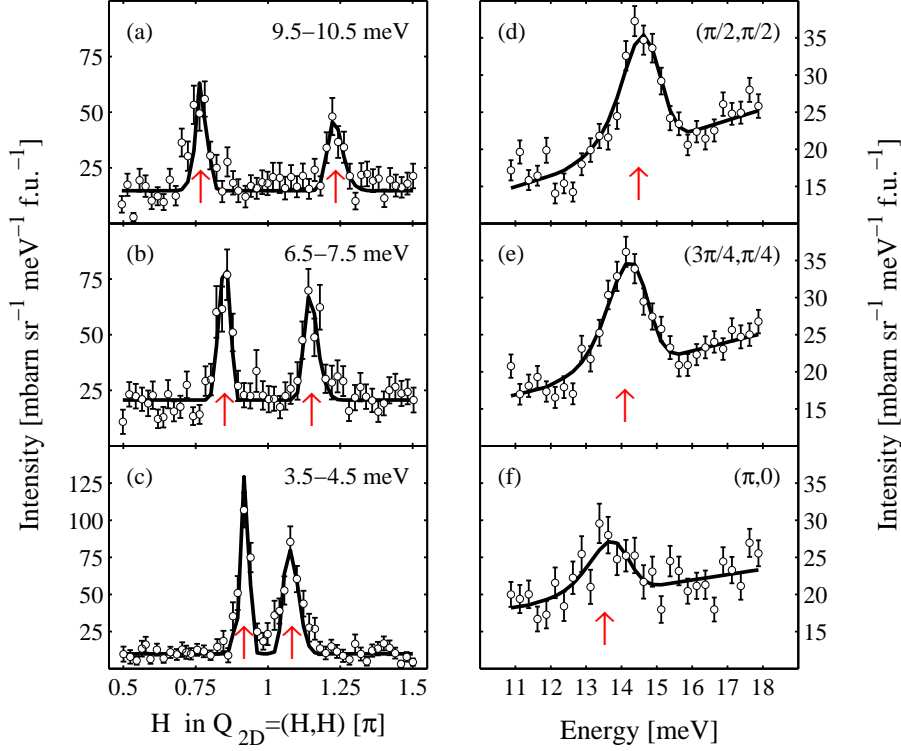 (a) 9.5−10.5 meV
75
50
25
(b) 6.5−7.5 meV
75
50
25
(c) 3.5−4.5 meV
125
100
75
50
25
0.5 0.75 1 1.25 1.5
H in Q2D=(H,H) [π]
Intensity [mbarn sr⁻¹ meV⁻¹ f.u.⁻¹]
(d) (π/2,π/2)
35
30
25
20
15
(e) (3π/4,π/4)
35
30
25
20
15
(f) (π,0)
35
30
25
20
15
11 12 13 14 15 16 17 18
Energy [meV]
Intensity [mbarn sr⁻¹ meV⁻¹ f.u.⁻¹]